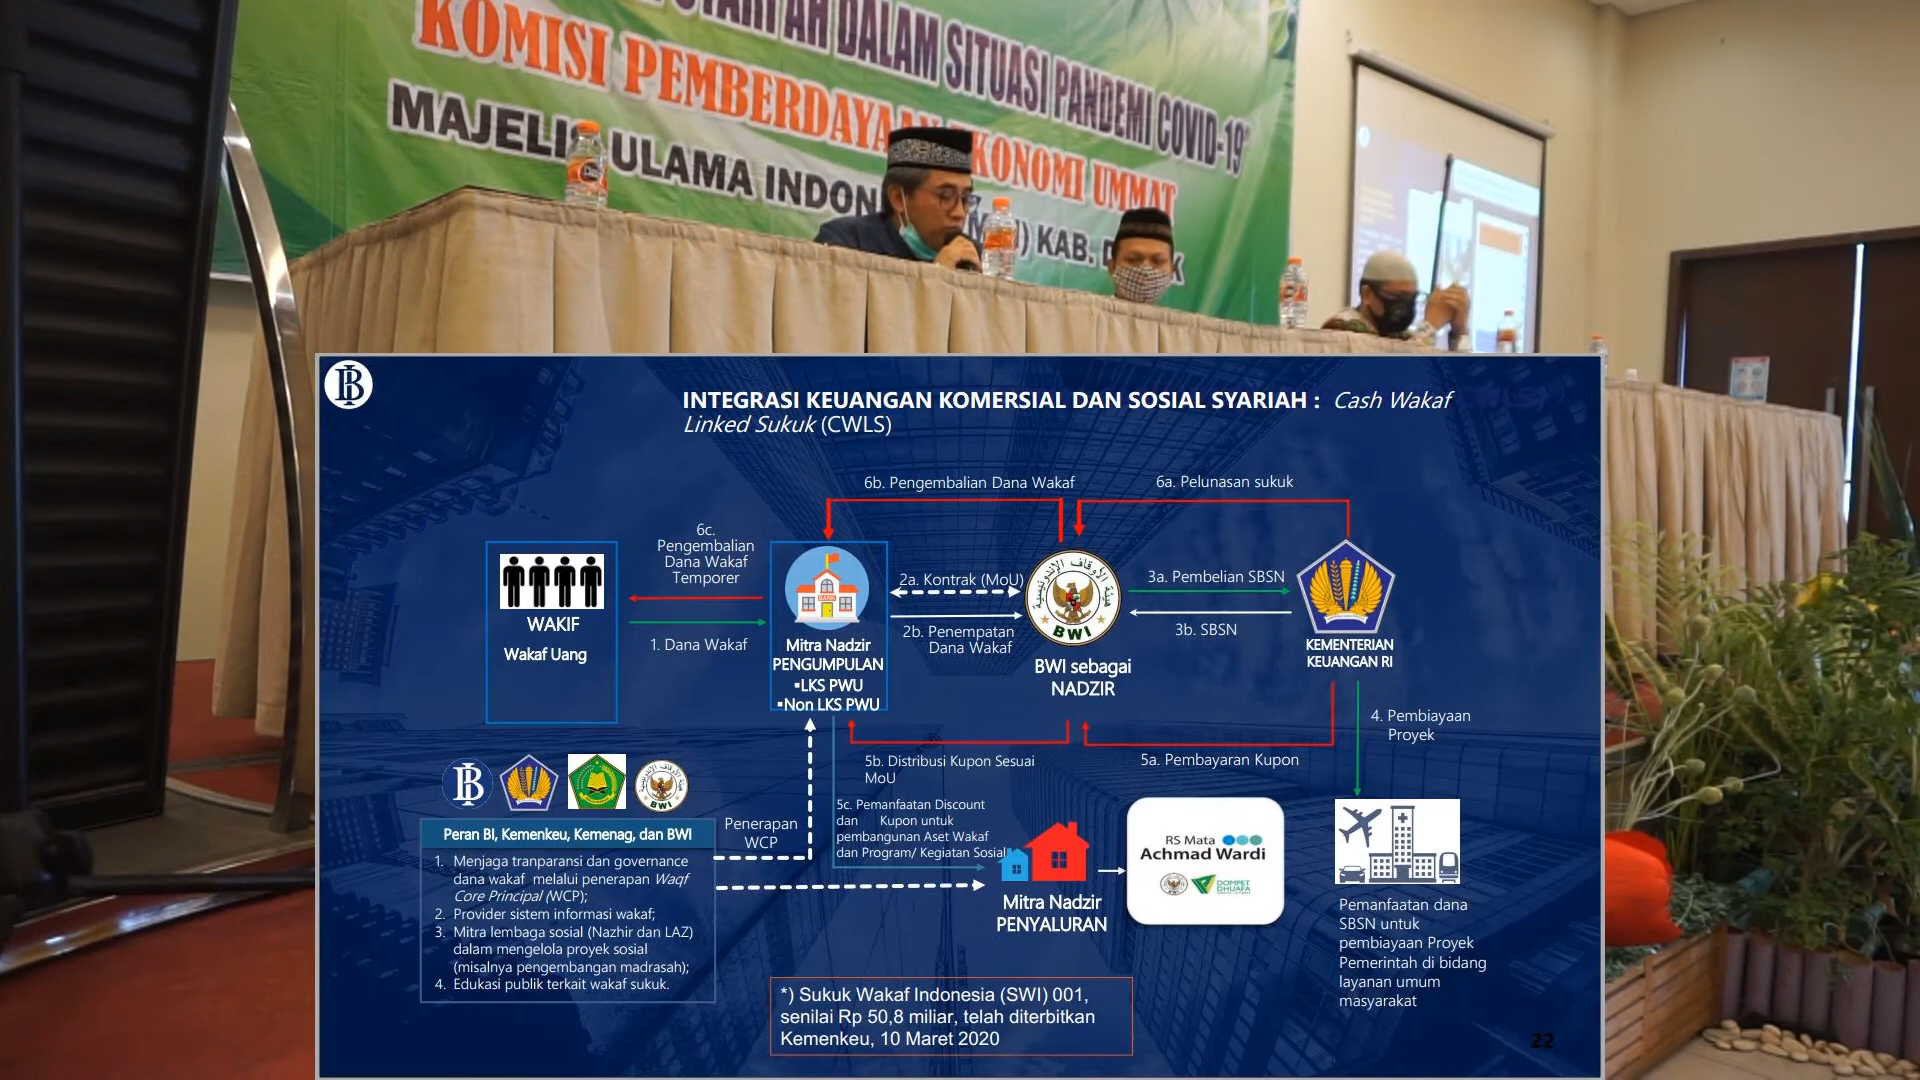 DALAM SITUASI PANDEMI COVID-19
KOMISI PEMBERDAYAAN EKONOMI UMMAT
MAJELIS ULAMA INDON
KAB.
INTEGRASI KEUANGAN KOMERSIAL DAN SOSIAL SYARIAH : Cash Wakaf
Linked Sukuk (CWLS)
6b. Pengembalian Dana Wakaf
6a. Pelunasan sukuk
6c.
Pengembalian
Dana Wakaf
Temporer
WAKIF
Wakaf Uang
1. Dana Wakaf
BANK
Mitra Nadzir
PENGUMPULAN
▪LKS PWU
▪Non LKS PWU
2a. Kontrak (MoU)
2b. Penempatan
Dana Wakaf
BWI
BWI sebagai
NADZIR
3a. Pembelian SBSN
3b. SBSN
KEMENTERIAN
KEUANGAN RI
4. Pembiayaan
Proyek
5b. Distribusi Kupon Sesuai
MoU
5a. Pembayaran Kupon
5c. Pemanfaatan Discount
dan Kupon untuk
pembangunan Aset Wakaf
dan Program/ Kegiatan Sosial
BWI
Peran BI, Kemenkeu, Kemenag, dan BWI
1. Menjaga tranparansi dan governance
dana wakaf melalui penerapan Waqf
Core Principal (WCP);
2. Provider sistem informasi wakaf;
3. Mitra lembaga sosial (Nazhir dan LAZ)
dalam mengelola proyek sosial
(misalnya pengembangan madrasah);
4. Edukasi publik terkait wakaf sukuk.
Penerapan
WCP
Mitra Nadzir
PENYALURAN
RS Mata
Achmad Wardi
DOMPET
DHUAFA
Pemanfaatan dana
SBSN untuk
pembiayaan Proyek
Pemerintah di bidang
layanan umum
masyarakat
*) Sukuk Wakaf Indonesia (SWI) 001,
senilai Rp 50,8 miliar, telah diterbitkan
Kemenkeu, 10 Maret 2020
22